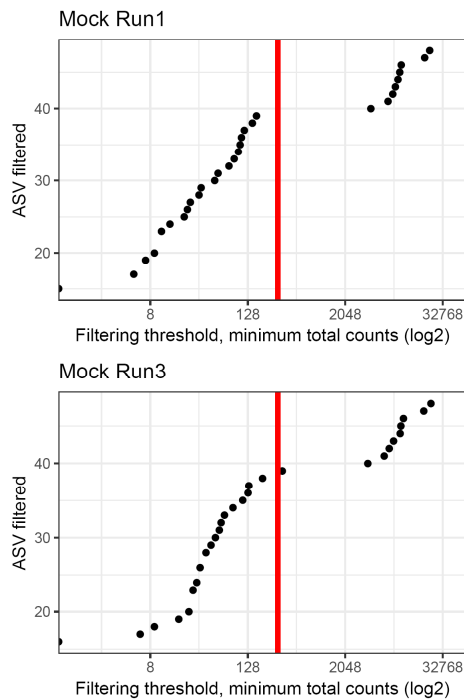 Mock Run1
ASV filtered
40
30
20
8 128 2048 32768
Filtering threshold, minimum total counts (log2)
Mock Run3
ASV filtered
40
30
20
8 128 2048 32768
Filtering threshold, minimum total counts (log2)